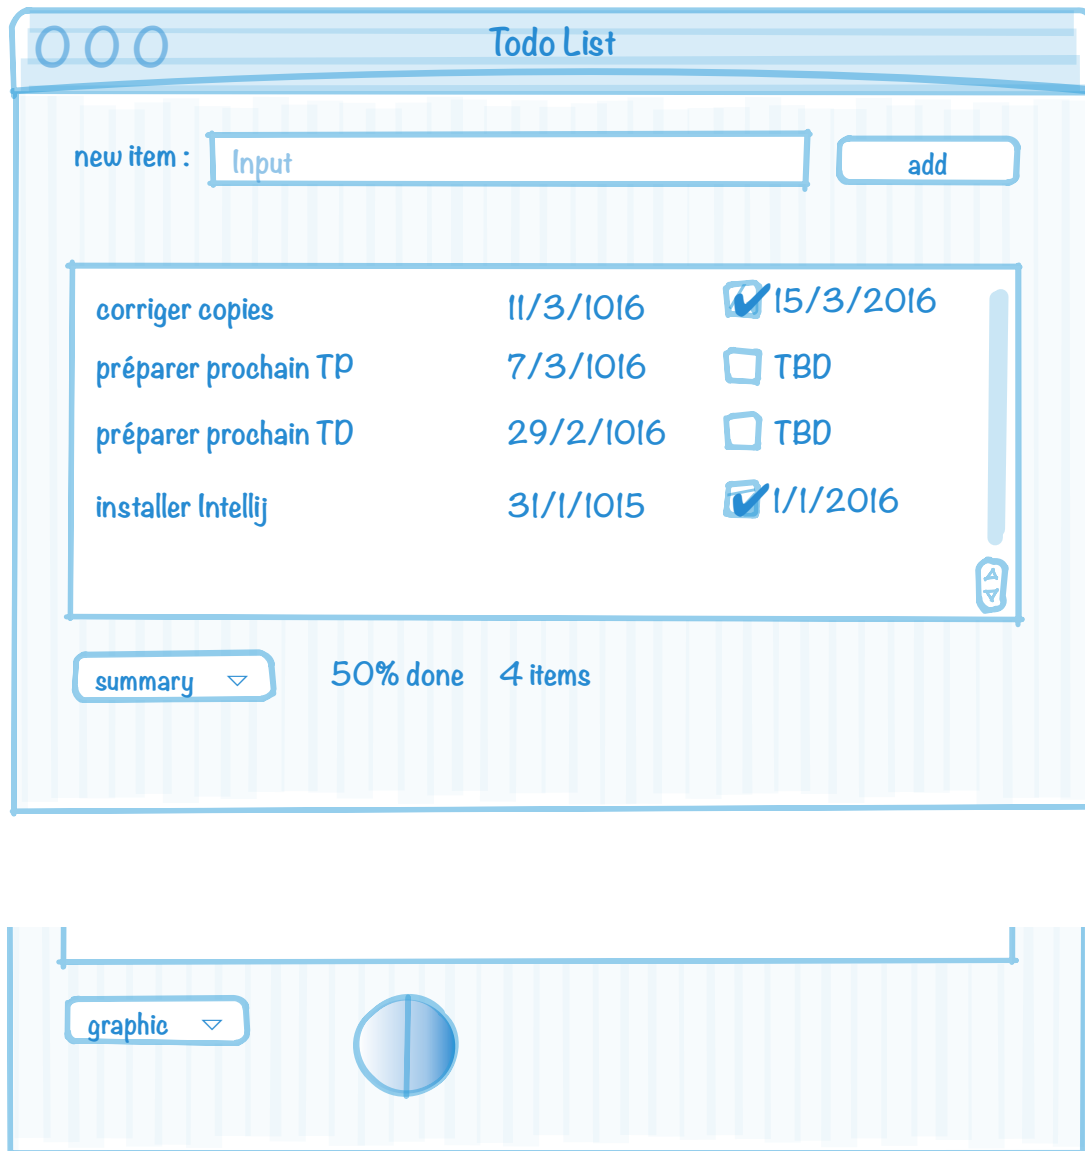 Todo List
new item : Input add
corriger copies 11/3/1016 15/3/2016
préparer prochain TP 7/3/1016 TBD
préparer prochain TD 29/2/1016 TBD
installer Intellij 31/1/1015 1/1/2016
summary 50% done 4 items
graphic